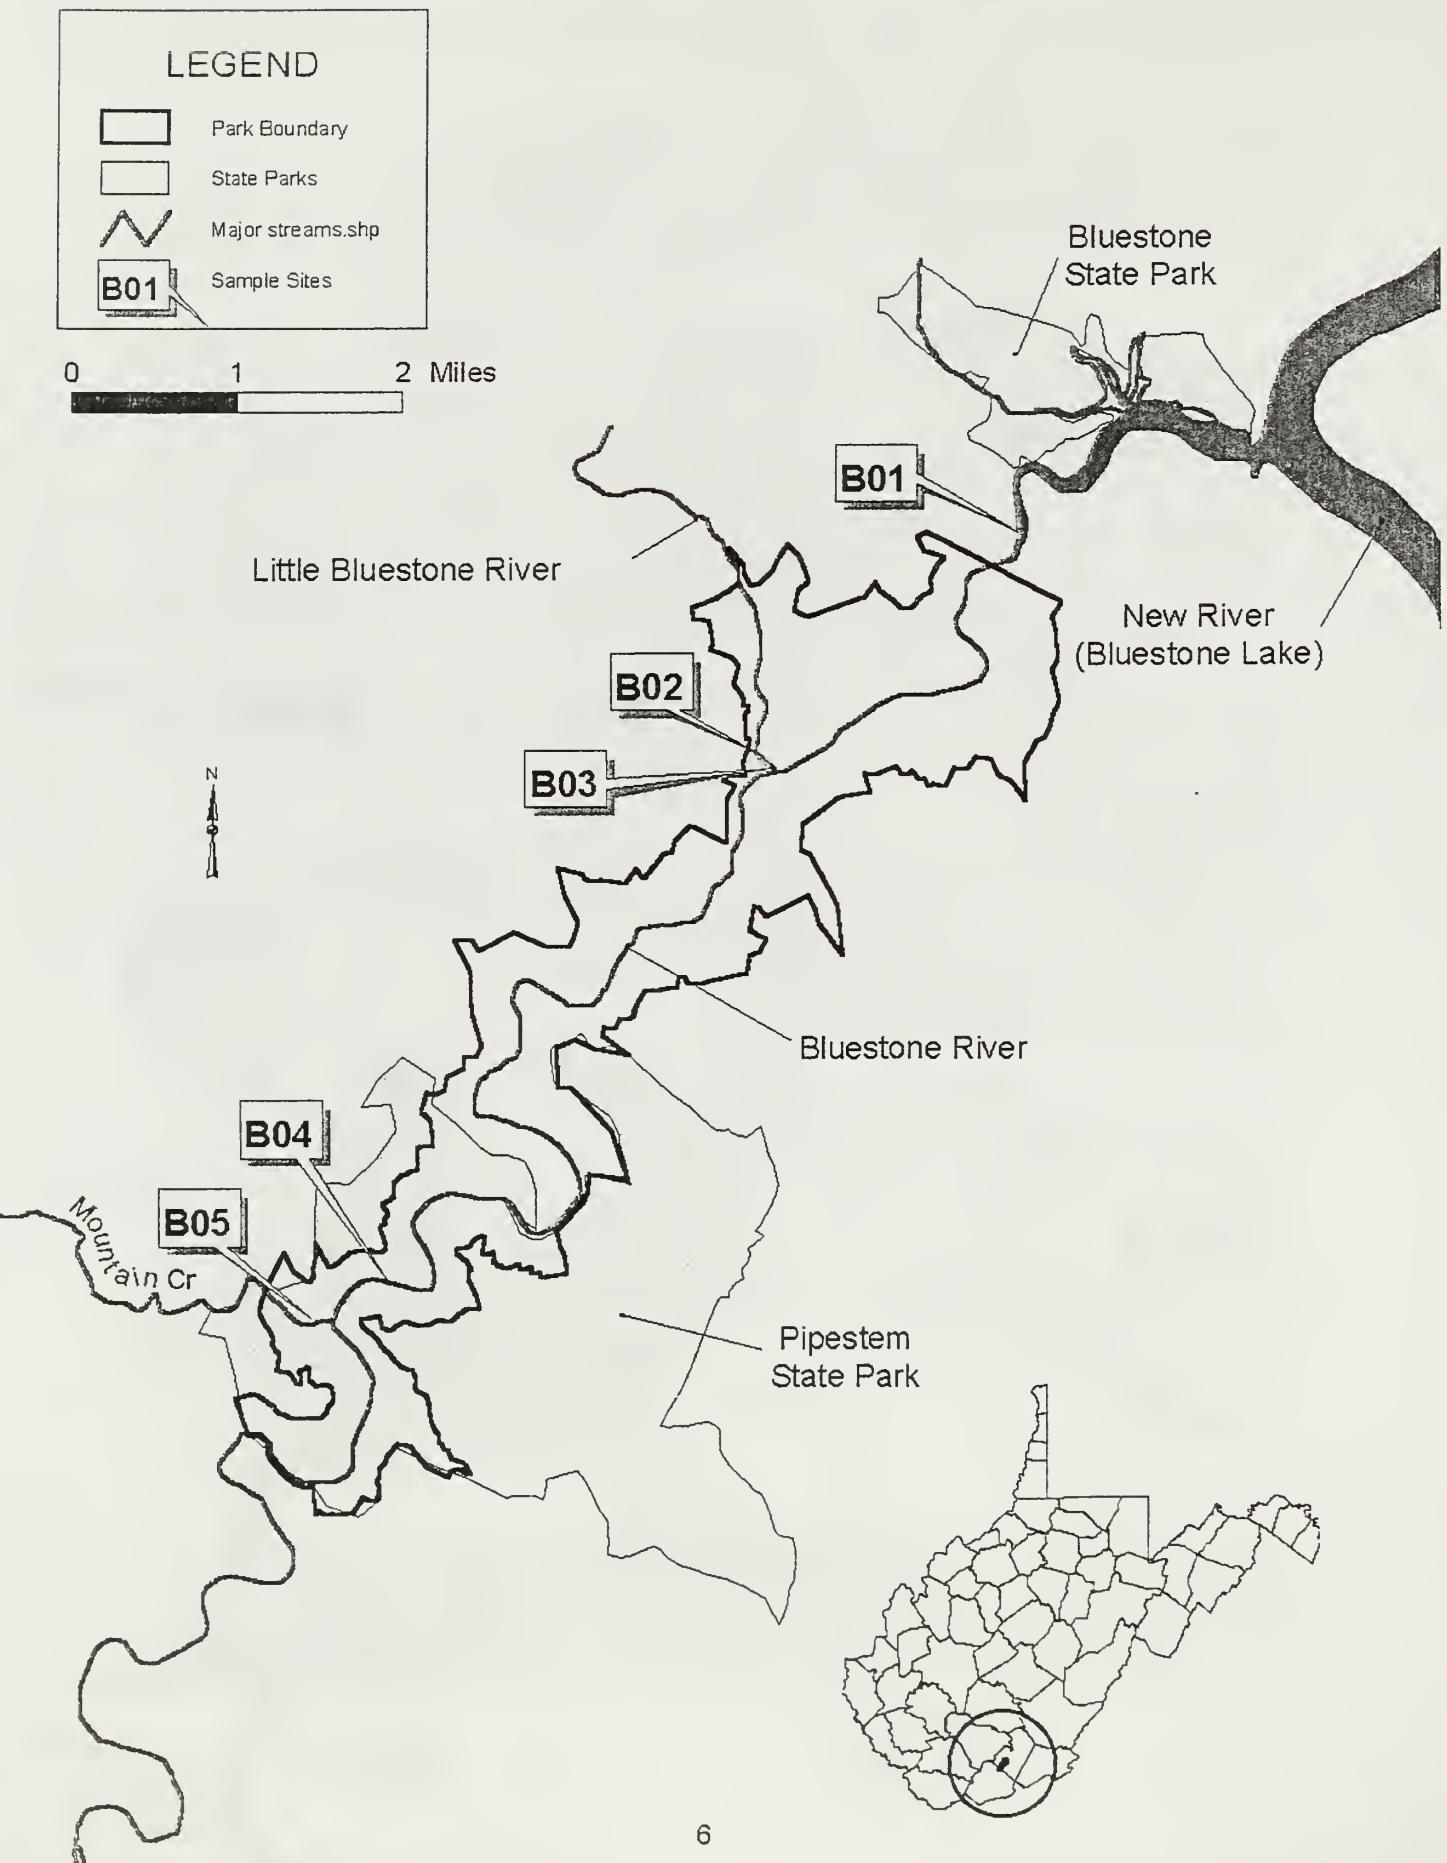 LEGEND
Park Boundary
State Parks
Major streams.shp
B01
Sample Sites
0 1 2 Miles
Bluestone
State Park
B01
Little Bluestone River
New River
(Bluestone Lake)
B02
B03
N
Bluestone River
B04
B05
Mountain Cr
Pipestem
State Park
6